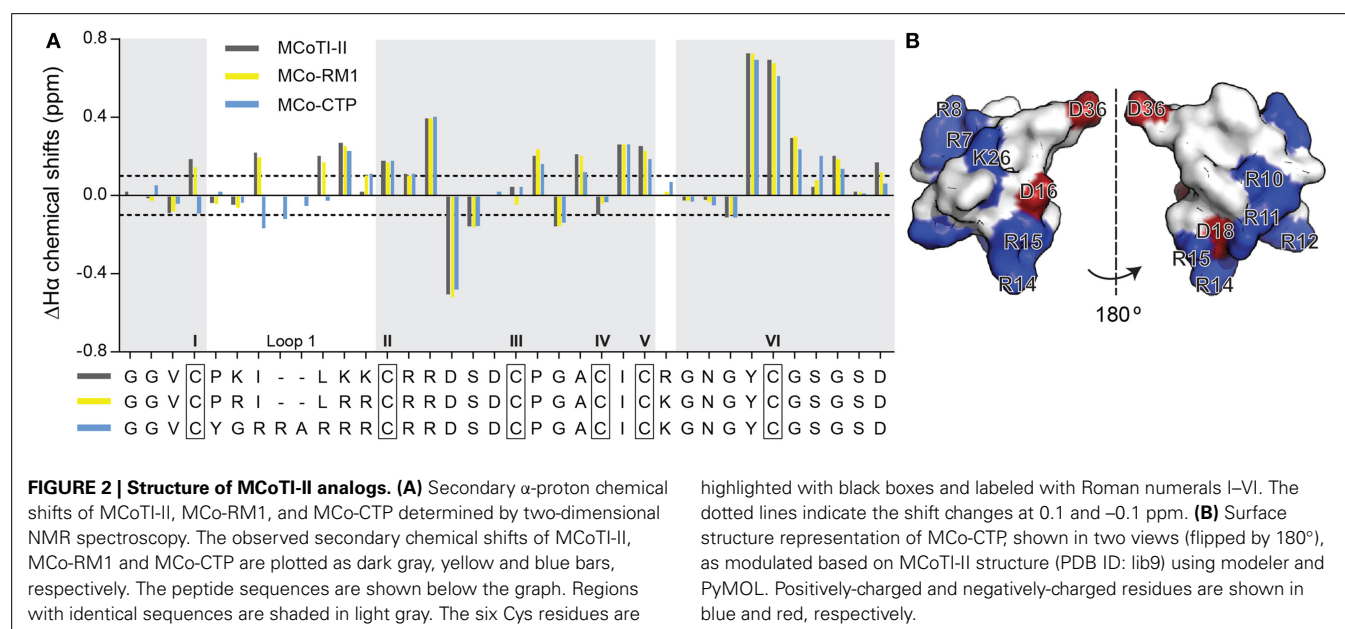 A
0.8
0.4
0.0
-0.4
-0.8
ΔHα chemical shifts (ppm)
MCoTI-II
MCo-RM1
MCo-CTP
I Loop 1 II III IV V VI
G G V C P K I - - L K K C R R D S D C P G A C I C R G N G Y C G S G S D
G G V C P R I - - L R R C R R D S D C P G A C I C K G N G Y C G S G S D
G G V C Y G R R A R R R C R R D S D C P G A C I C K G N G Y C G S G S D
B
R8
R7
K26
D36
D16
R15
R14
D36
R10
R11
D18
R12
R15
R14
180º
FIGURE 2 | Structure of MCoTI-II analogs. (A) Secondary α-proton chemical
shifts of MCoTI-II, MCo-RM1, and MCo-CTP determined by two-dimensional
NMR spectroscopy. The observed secondary chemical shifts of MCoTI-II,
MCo-RM1 and MCo-CTP are plotted as dark gray, yellow and blue bars,
respectively. The peptide sequences are shown below the graph. Regions
with identical sequences are shaded in light gray. The six Cys residues are
highlighted with black boxes and labeled with Roman numerals I–VI. The
dotted lines indicate the shift changes at 0.1 and –0.1 ppm. (B) Surface
structure representation of MCo-CTP, shown in two views (flipped by 180°),
as modulated based on MCoTI-II structure (PDB ID: lib9) using modeler and
PyMOL. Positively-charged and negatively-charged residues are shown in
blue and red, respectively.